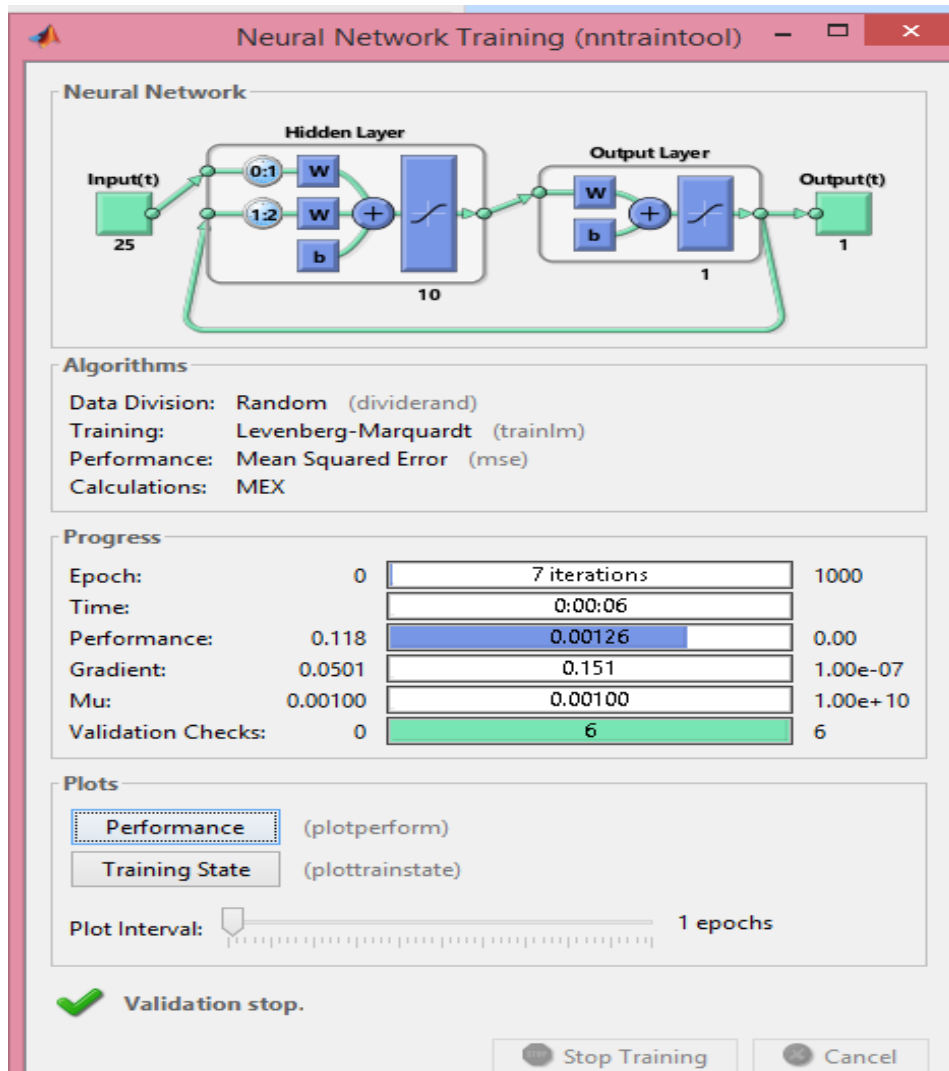 Neural Network Training (nntraintool)
Neural Network
Hidden Layer
Output Layer
Input(t)
Output(t)
0:1 W
1:2 W
b
W
b
25
10
1
1
Algorithms
Data Division: Random (dividerand)
Training: Levenberg-Marquardt (trainlm)
Performance: Mean Squared Error (mse)
Calculations: MEX
Progress
Epoch: 0 7 iterations 1000
Time: 0:00:06
Performance: 0.118 0.00126 0.00
Gradient: 0.0501 0.151 1.00e-07
Mu: 0.00100 0.00100 1.00e+10
Validation Checks: 0 6 6
Plots
Performance (plotperform)
Training State (plottrainstate)
Plot Interval: 1 epochs
Validation stop.
Stop Training Cancel